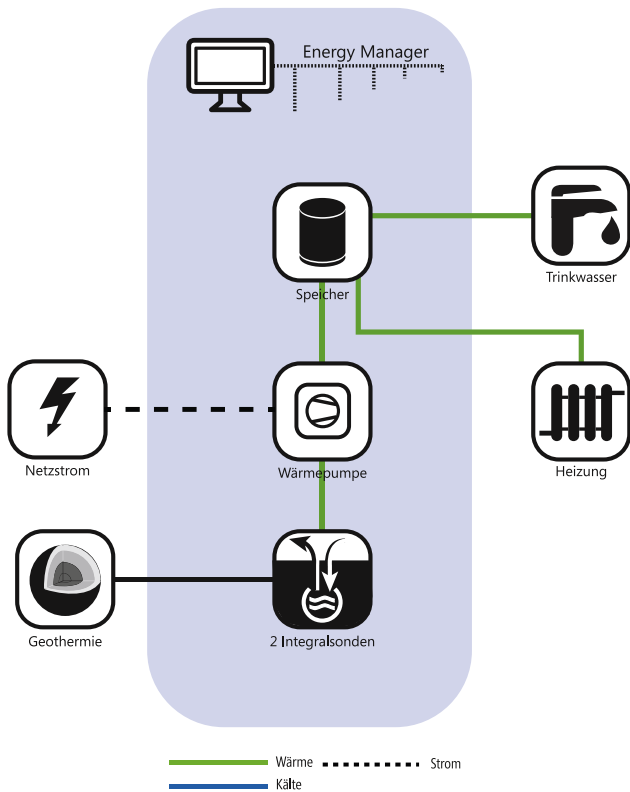 Energy Manager
Trinkwasser
Speicher
Netzstrom
Wärmepumpe
Heizung
Geothermie
2 Integralsonden
Wärme
Strom
Kälte